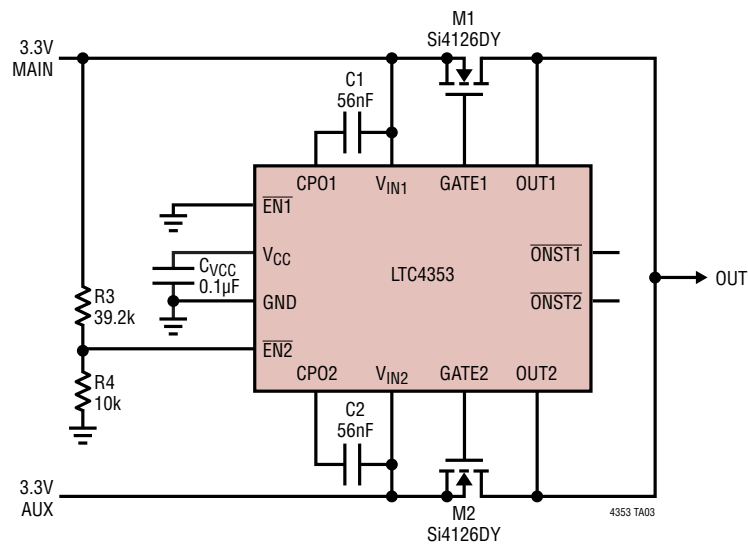 M1
Si4126DY
3.3V
MAIN
C1
56nF
CPO1
VIN1
GATE1
OUT1
EN1
VCC
CVCC
0.1µF
GND
LTC4353
ONST1
ONST2
OUT
R3
39.2k
EN2
R4
10k
CPO2
VIN2
GATE2
OUT2
C2
56nF
3.3V
AUX
M2
Si4126DY
4353 TA03